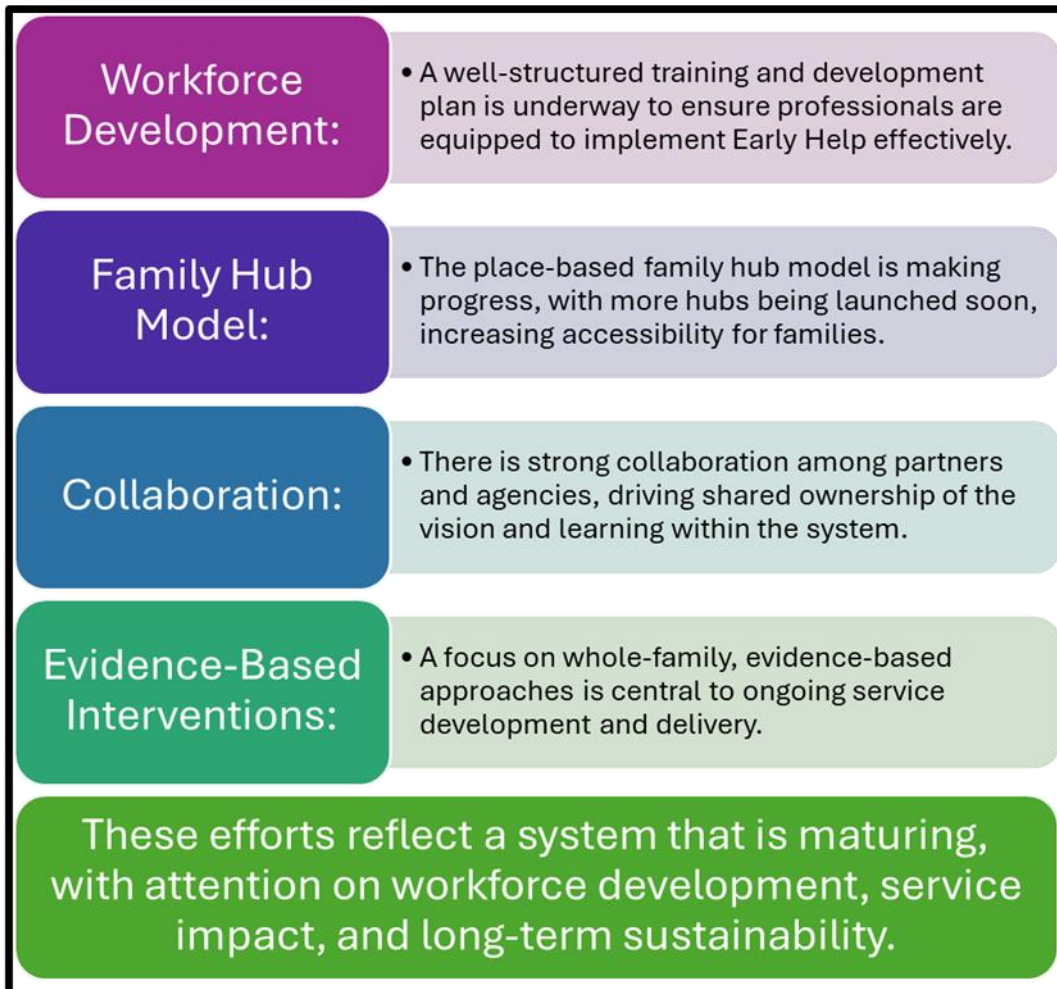 Workforce
Development:
• A well-structured training and development
plan is underway to ensure professionals are
equipped to implement Early Help effectively.
Family Hub
Model:
• The place-based family hub model is making
progress, with more hubs being launched soon,
increasing accessibility for families.
Collaboration:
• There is strong collaboration among partners
and agencies, driving shared ownership of the
vision and learning within the system.
Evidence-Based
Interventions:
• A focus on whole-family, evidence-based
approaches is central to ongoing service
development and delivery.
These efforts reflect a system that is maturing,
with attention on workforce development, service
impact, and long-term sustainability.